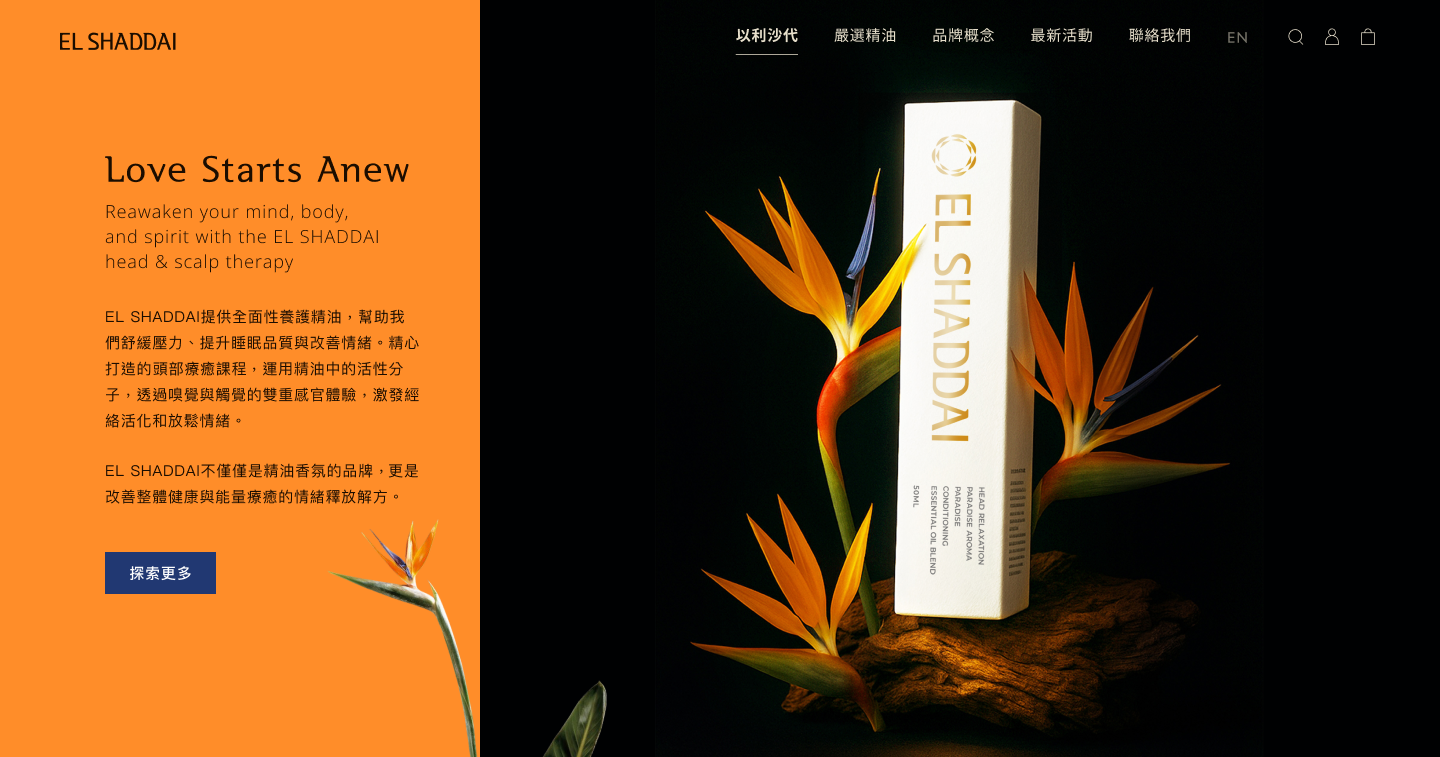 EL SHADDAI
以利沙代
嚴選精油
品牌概念
最新活動
聯絡我們
EN
Love Starts Anew
Reawaken your mind, body,
and spirit with the EL SHADDAI
head & scalp therapy
EL SHADDAI提供全面性養護精油，幫助我
們舒緩壓力、提升睡眠品質與改善情緒。精心
打造的頭部療癒課程，運用精油中的活性分
子，透過嗅覺與觸覺的雙重感官體驗，激發經
絡活化和放鬆情緒。
EL SHADDAI不僅僅是精油香氛的品牌，更是
改善整體健康與能量療癒的情緒釋放解方。
探索更多
EL SHADDAI
HEAD RELAXATION
PARADISE AROMA
PARADISE
CONDITIONING
ESSENTIAL OIL BLEND
50ML